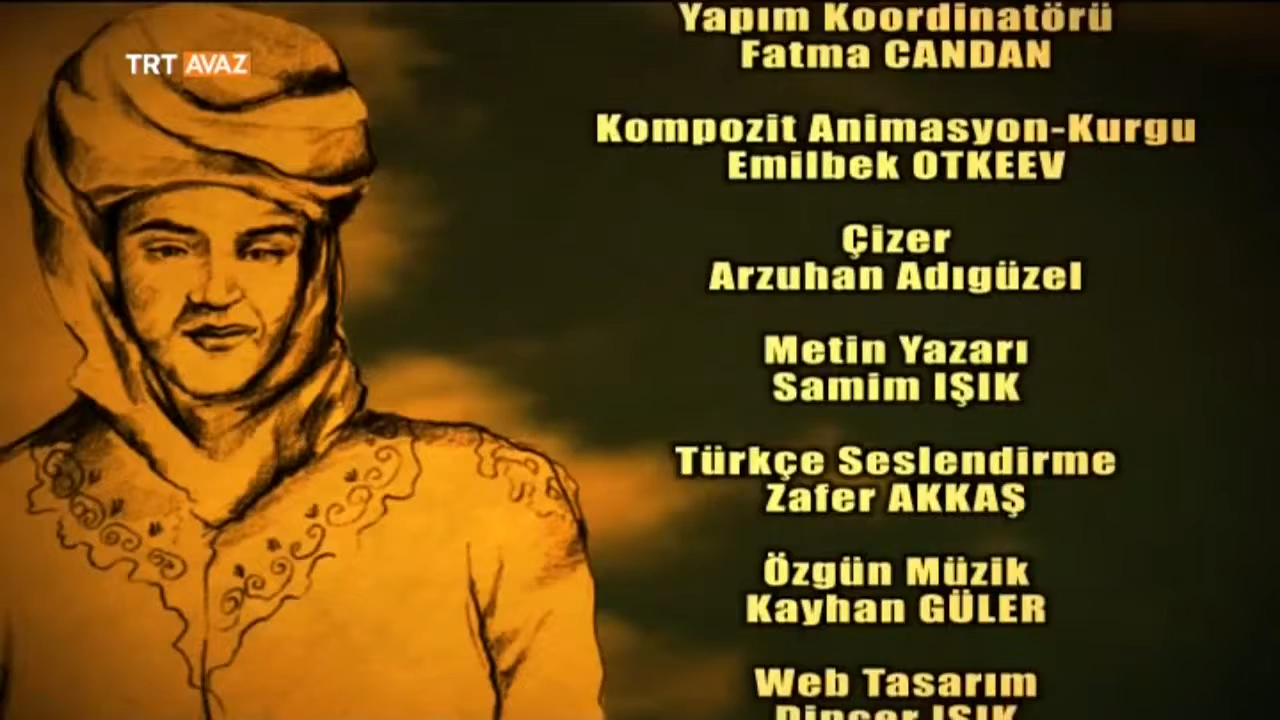 TRT AVAZ
Yapım Koordinatörü
Fatma CANDAN
Kompozit Animasyon-Kurgu
Emilbek OTKEEV
Çizer
Arzuhan Adıgüzel
Metin Yazarı
Samim IŞIK
Türkçe Seslendirme
Zafer AKKAŞ
Özgün Müzik
Kayhan GÜLER
Web Tasarım